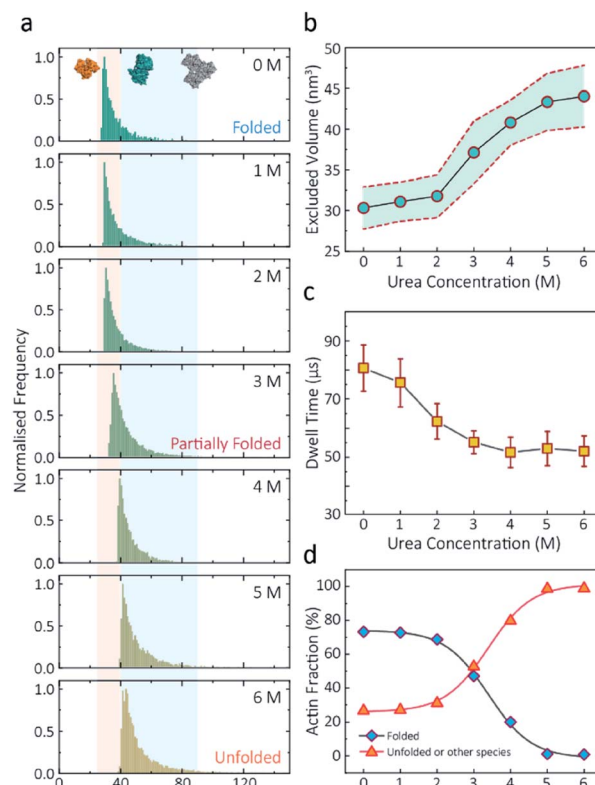 a
Normalised Frequency
1.0
0.5
0.0
0 M
Folded
1.0
0.5
0.0
1 M
1.0
0.5
0.0
2 M
1.0
0.5
0.0
3 M
Partially Folded
1.0
0.5
0.0
4 M
1.0
0.5
0.0
5 M
1.0
0.5
0.0
6 M
Unfolded
0 40 80 120
b
Excluded Volume (nm³)
50
45
40
35
30
25
0 1 2 3 4 5 6
Urea Concentration (M)
c
Dwell Time (µs)
90
70
50
30
0 1 2 3 4 5 6
Urea Concentration (M)
d
Actin Fraction (%)
100
80
60
40
20
0
Folded
Unfolded or other species
0 1 2 3 4 5 6